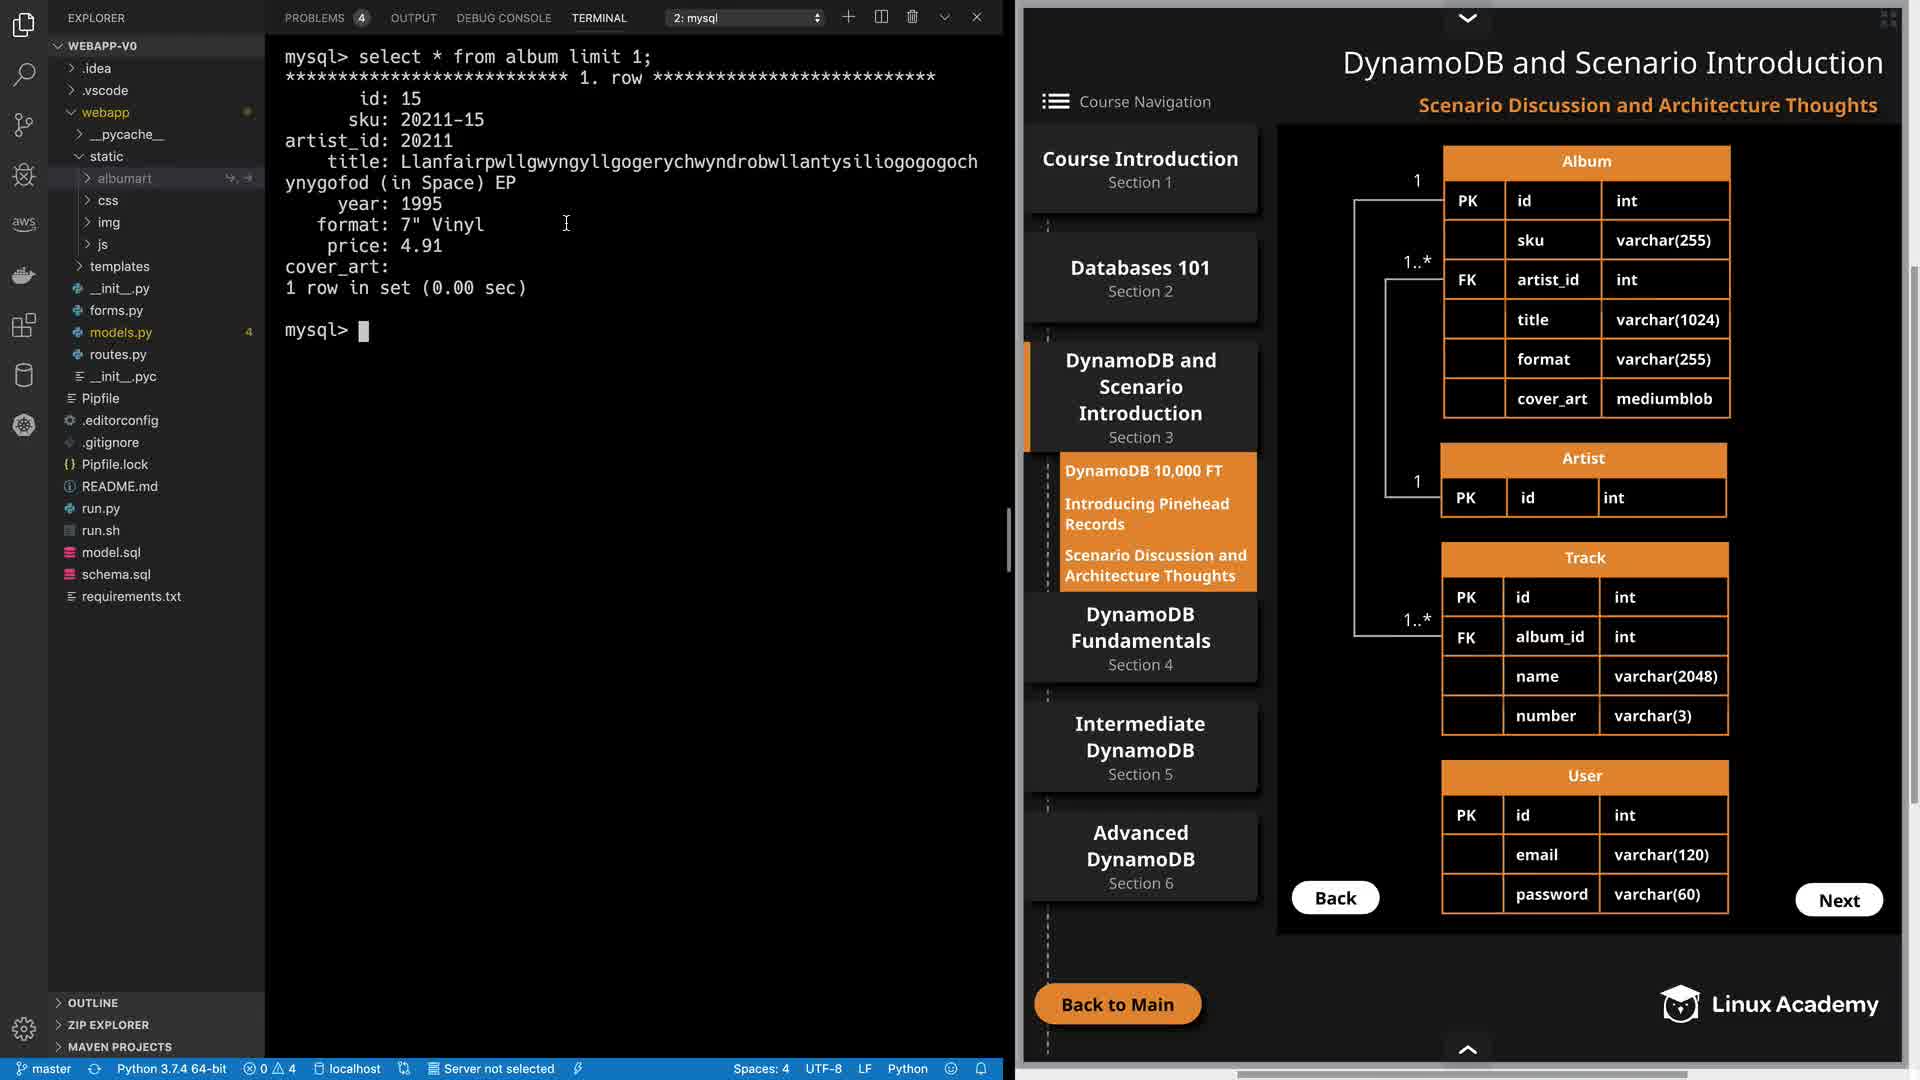 EXPLORER
WEBAPP-V0
.idea
.vscode
webapp
__pycache__
static
albumart
css
img
js
templates
__init__.py
forms.py
models.py 4
routes.py
__init__.pyc
Pipfile
.editorconfig
.gitignore
Pipfile.lock
README.md
run.py
run.sh
model.sql
schema.sql
requirements.txt
OUTLINE
ZIP EXPLORER
MAVEN PROJECTS
aws
PROBLEMS 4 OUTPUT DEBUG CONSOLE TERMINAL 2: mysql
mysql> select * from album limit 1;
*************************** 1. row ***************************
id: 15
sku: 20211-15
artist_id: 20211
title: Llanfairpwllgwyngyllgogerychwyndrobwllantysiliogogogoch
ynygofod (in Space) EP
year: 1995
format: 7" Vinyl
price: 4.91
cover_art:
1 row in set (0.00 sec)
mysql>
master Python 3.7.4 64-bit 0 4 localhost Server not selected Spaces: 4 UTF-8 LF Python
DynamoDB and Scenario Introduction
Scenario Discussion and Architecture Thoughts
Course Navigation
Course Introduction
Section 1
Databases 101
Section 2
DynamoDB and
Scenario
Introduction
Section 3
DynamoDB 10,000 FT
Introducing Pinehead
Records
Scenario Discussion and
Architecture Thoughts
DynamoDB
Fundamentals
Section 4
Intermediate
DynamoDB
Section 5
Advanced
DynamoDB
Section 6
Back to Main
Album
1 PK id int
sku varchar(255)
1..* FK artist_id int
title varchar(1024)
format varchar(255)
cover_art mediumblob
Artist
1 PK id int
Track
PK id int
1..* FK album_id int
name varchar(2048)
number varchar(3)
User
PK id int
email varchar(120)
password varchar(60)
Back
Next
Linux Academy